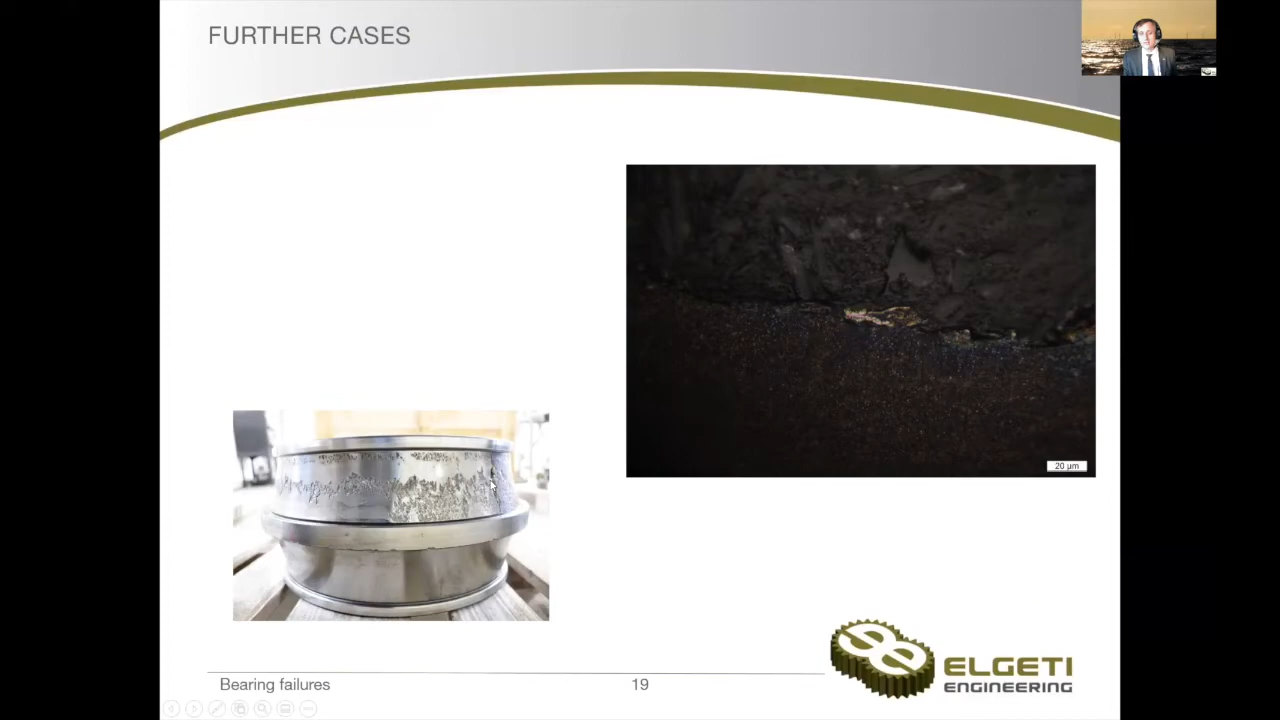 FURTHER CASES
20 µm
Bearing failures
19
ELGETI
ENGINEERING